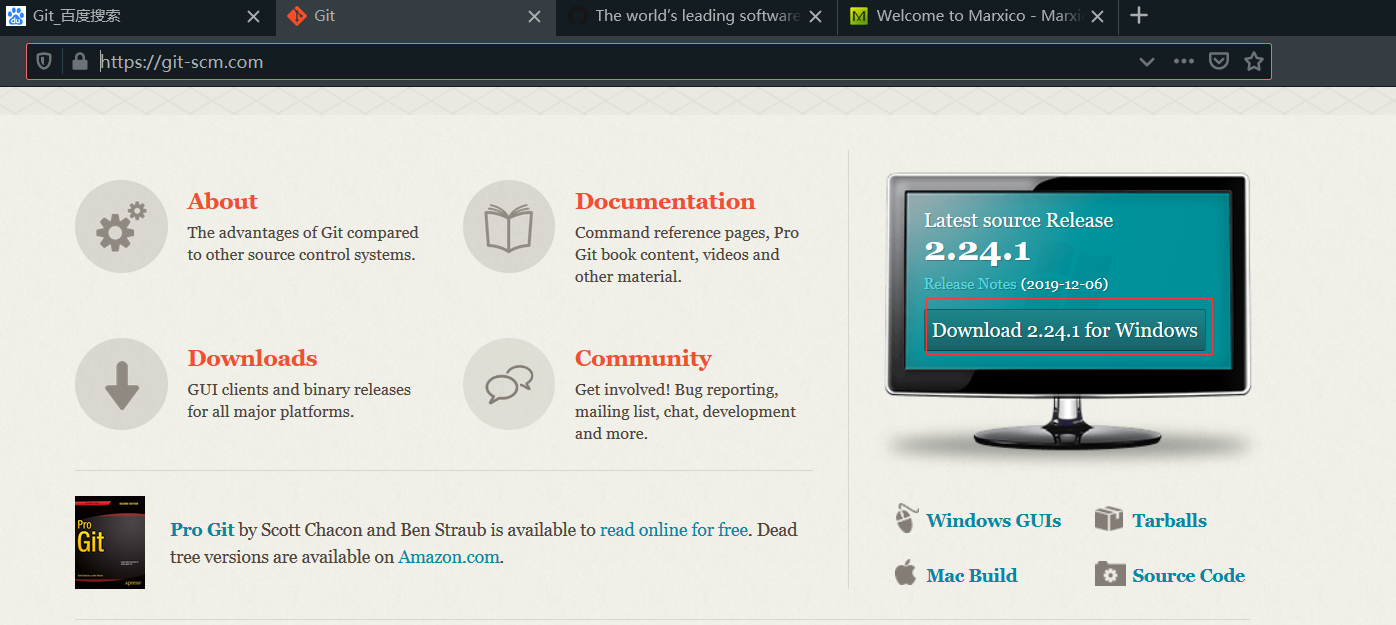 Git_百度搜索
Git
The world's leading software
Welcome to Marxico - Marxi
https://git-scm.com
About
The advantages of Git compared
to other source control systems.
Documentation
Command reference pages, Pro
Git book content, videos and
other material.
Downloads
GUI clients and binary releases
for all major platforms.
Community
Get involved! Bug reporting,
mailing list, chat, development
and more.
Latest source Release
2.24.1
Release Notes (2019-12-06)
Download 2.24.1 for Windows
Pro
Git
Pro Git by Scott Chacon and Ben Straub is available to read online for free. Dead
tree versions are available on Amazon.com.
Windows GUIs
Tarballs
Mac Build
Source Code